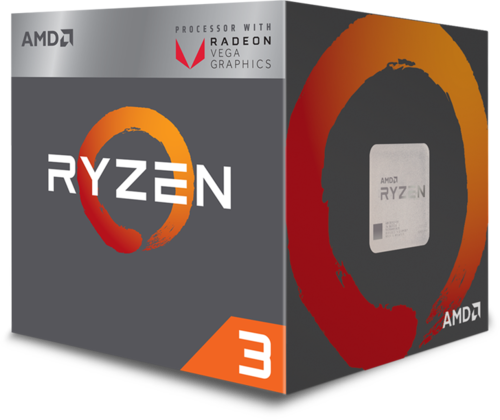 AMD
PROCESSOR WITH
RADEON
VEGA
GRAPHICS
RYZEN
3
AMD
RYZEN
AMD